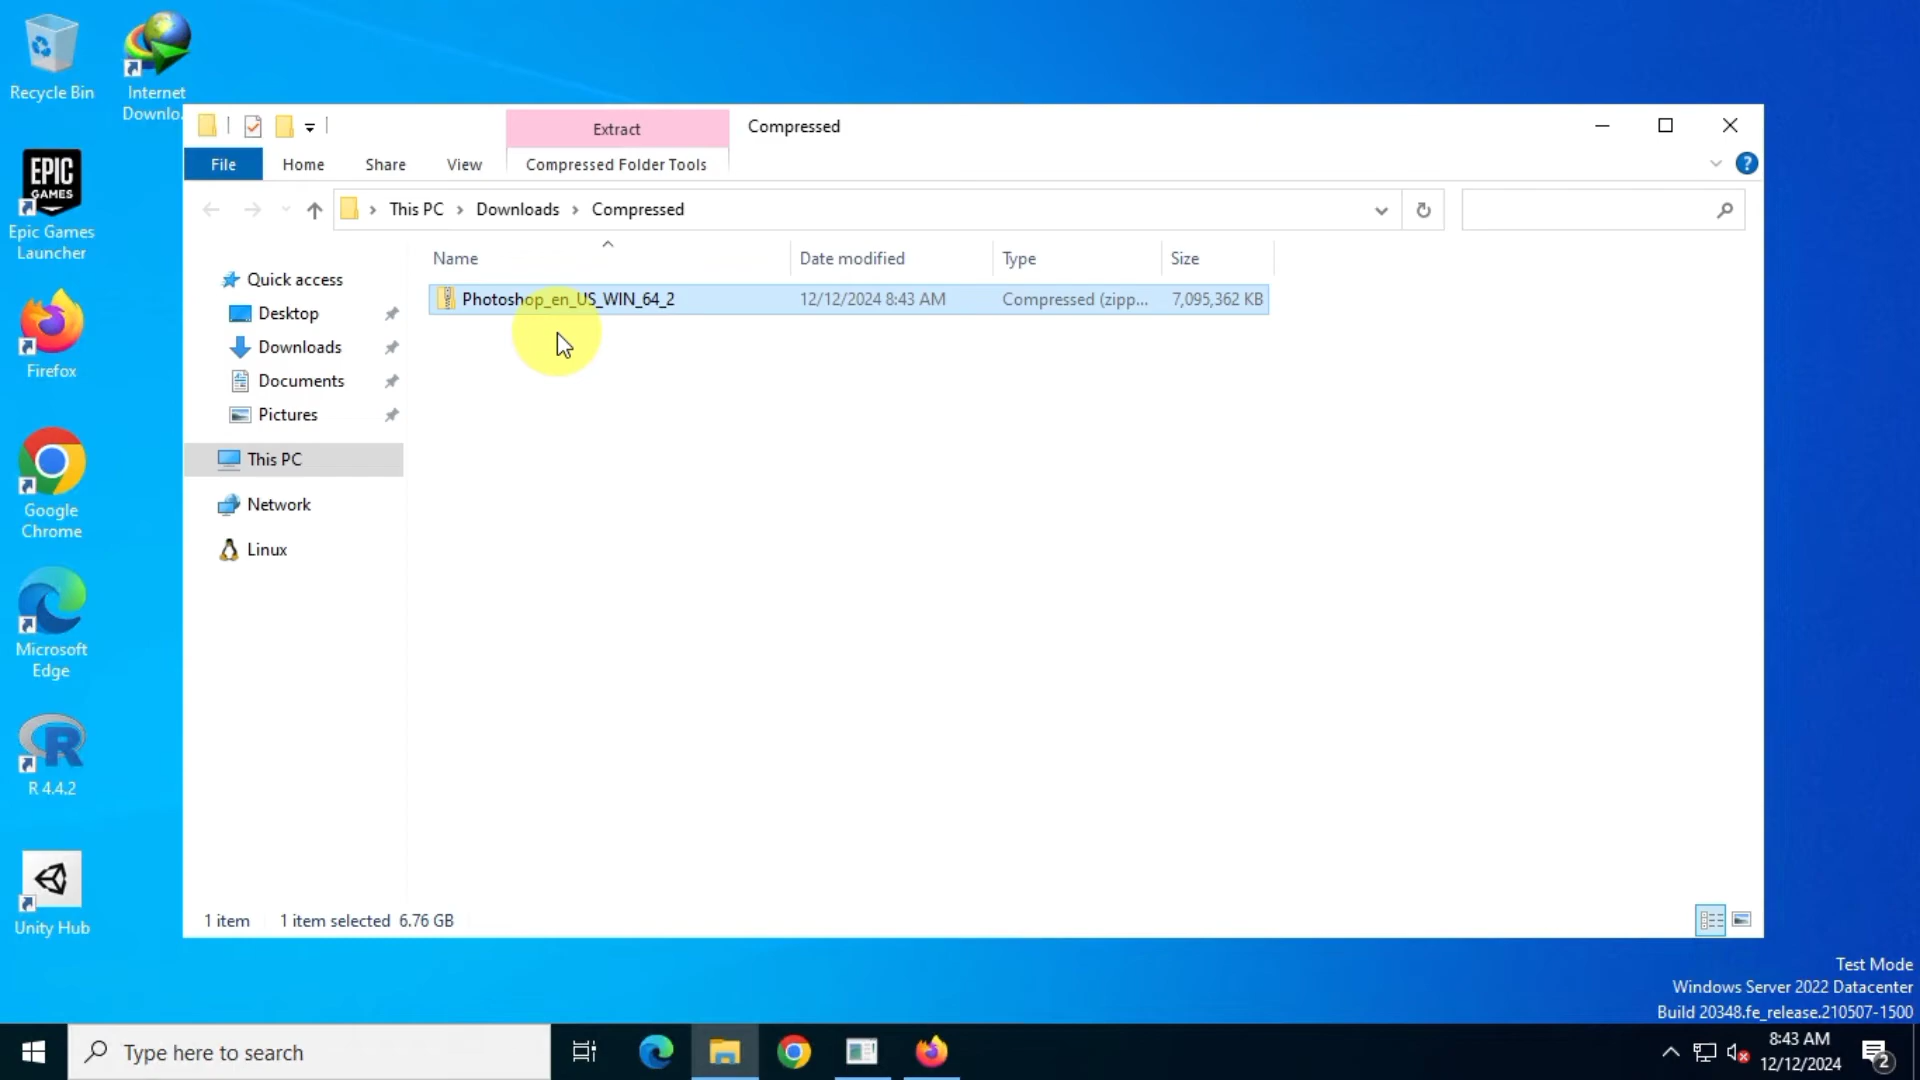 Recycle Bin
Internet
Downlo...
EPIC
GAMES
Epic Games
Launcher
Firefox
Google
Chrome
Microsoft
Edge
R 4.4.2
Unity Hub
Extract
Compressed
File
Home
Share
View
Compressed Folder Tools
?
This PC
Downloads
Compressed
Name
Date modified
Type
Size
Photoshop_en_US_WIN_64_2
12/12/2024 8:43 AM
Compressed (zipp...
7,095,362 KB
Quick access
Desktop
Downloads
Documents
Pictures
This PC
Network
Linux
1 item
1 item selected 6.76 GB
Test Mode
Windows Server 2022 Datacenter
Build 20348.fe_release.210507-1500
Type here to search
8:43 AM
12/12/2024
2